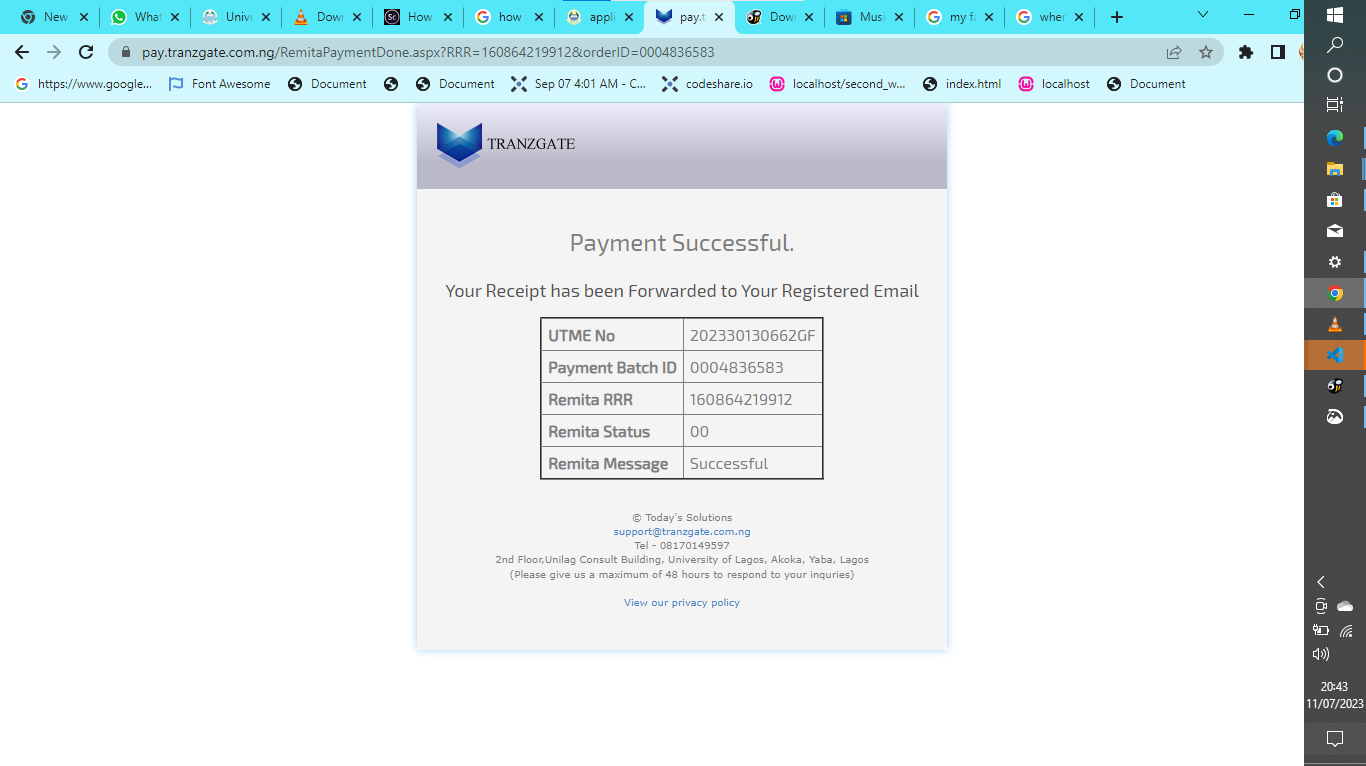 New
What
Unive
Dowr
How
how
appli
pay.t
Dow
Musi
my fa
wher
pay.tranzgate.com.ng/RemitaPaymentDone.aspx?RRR=160864219912&orderID=0004836583
https://www.google... Font Awesome Document Document Sep 07 4:01 AM - C... codeshare.io localhost/second_w... index.html localhost Document
TRANZGATE
Payment Successful.
Your Receipt has been Forwarded to Your Registered Email
UTME No 202330130662GF
Payment Batch ID 0004836583
Remita RRR 160864219912
Remita Status 00
Remita Message Successful
© Today's Solutions
support@tranzgate.com.ng
Tel - 08170149597
2nd Floor,Unilag Consult Building, University of Lagos, Akoka, Yaba, Lagos
(Please give us a maximum of 48 hours to respond to your inquries)
View our privacy policy
20:43
11/07/2023